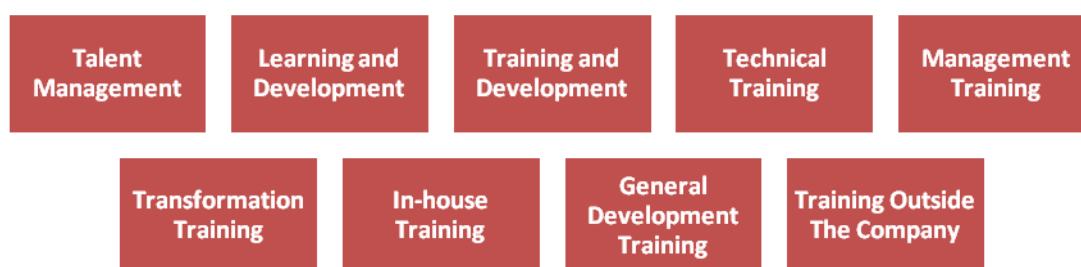 Talent
Management
Learning and
Development
Training and
Development
Technical
Training
Management
Training
Transformation
Training
In-house
Training
General
Development
Training
Training Outside
The Company